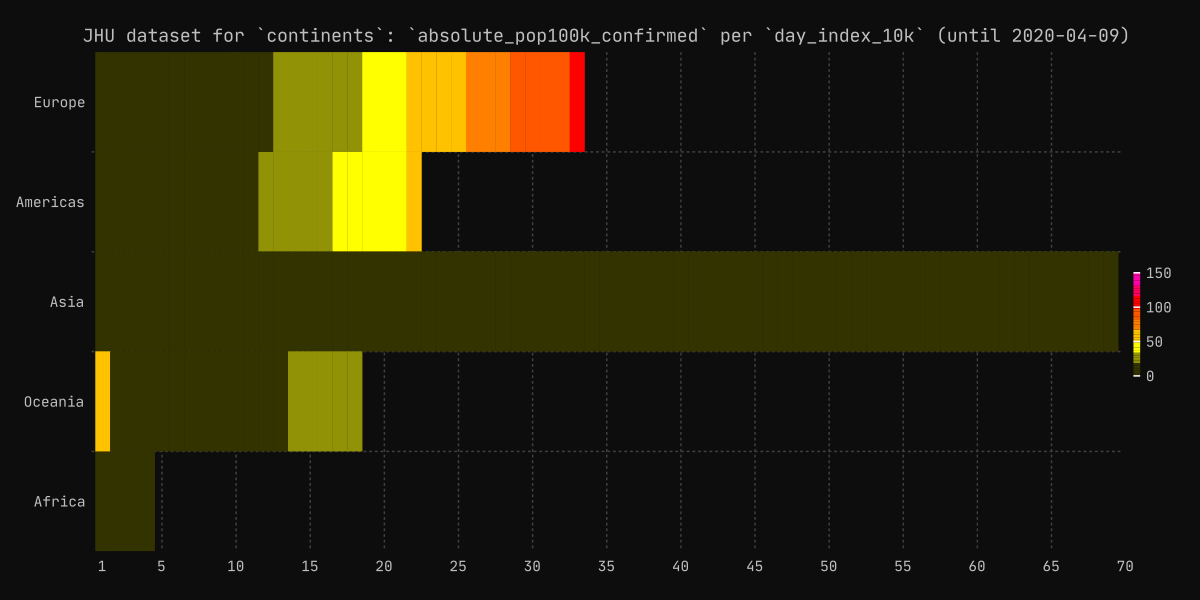 JHU dataset for `continents`: `absolute_pop100k_confirmed` per `day_index_10k` (until 2020-04-09)
Europe
Americas
Asia
Oceania
Africa
150
100
50
0
1 5 10 15 20 25 30 35 40 45 50 55 60 65 70